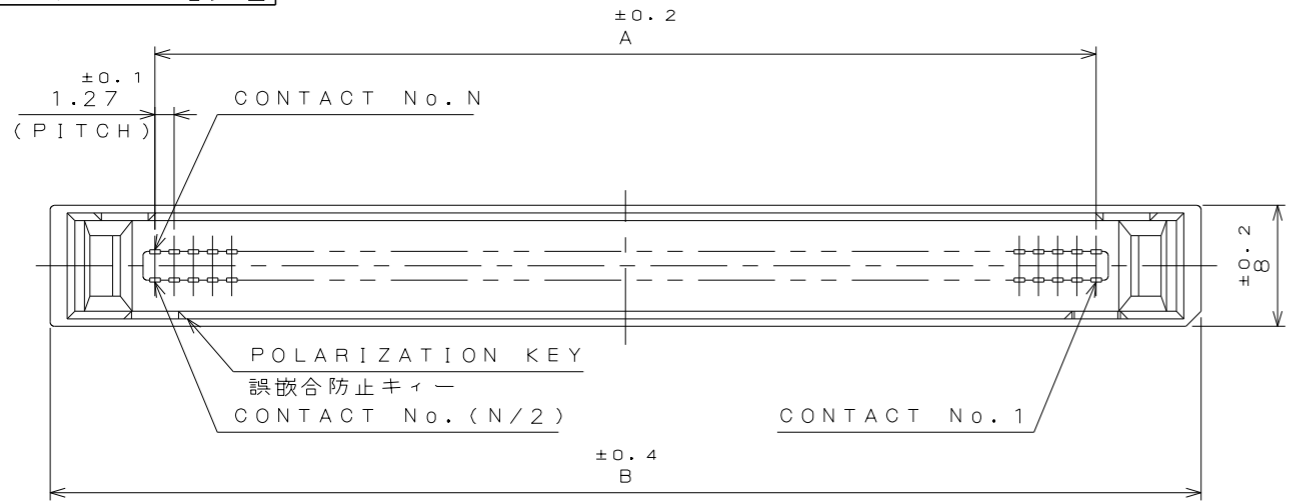 ±0.2
A
±0.1
1.27
(PITCH)
CONTACT No.N
±0.2
8
POLARIZATION KEY
誤嵌合防止キィー
CONTACT No.(N/2)
CONTACT No.1
±0.4
B